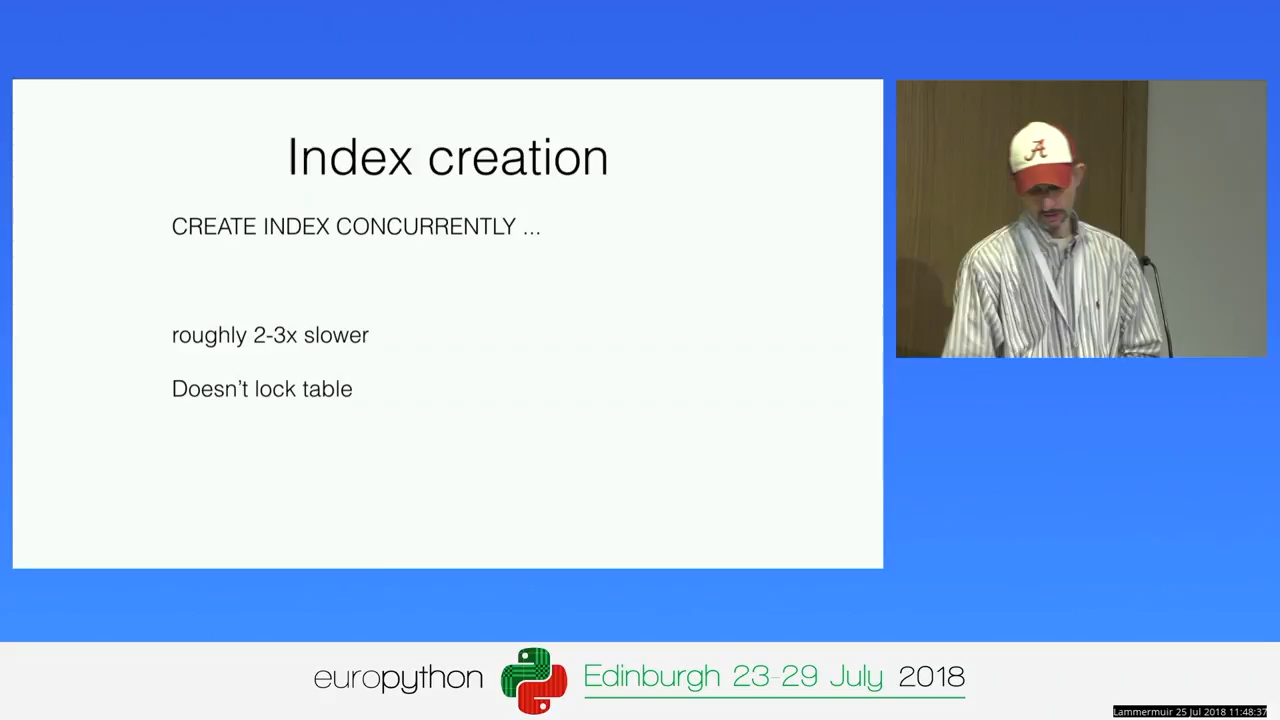 Index creation
CREATE INDEX CONCURRENTLY ...
roughly 2-3x slower
Doesn't lock table
A
europython Edinburgh 23-29 July 2018
Lammermuir 25 Jul 2018 11:48:37